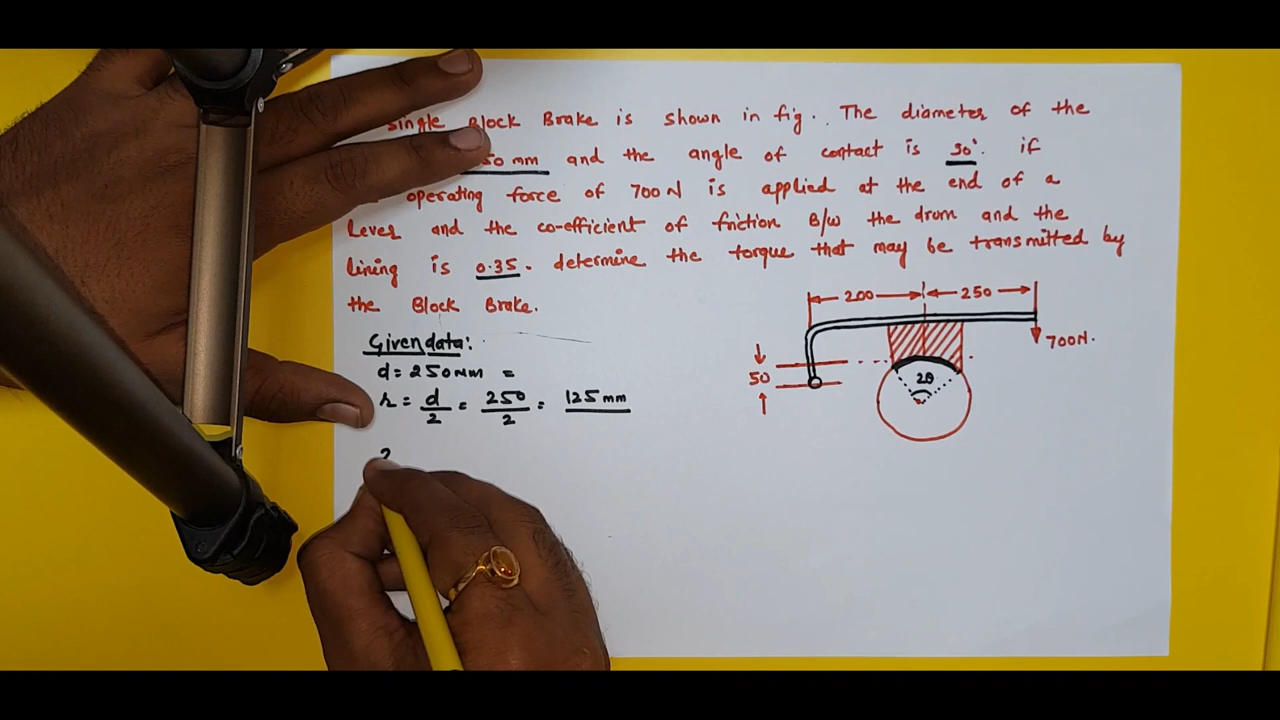 Single Block Brake is shown in fig. The diameter of the
50 mm and the angle of contact is
if
operating force of 700 N is applied at the end of a
Lever and the co-efficient of friction B/w the drum and the
lining is 0.35. determine the torque that may be transmitted by
the Block Brake.
200 250
700N.
50
2θ
Given data:
d = 250 mm =
r = d/2 = 250/2 = 125 mm
2